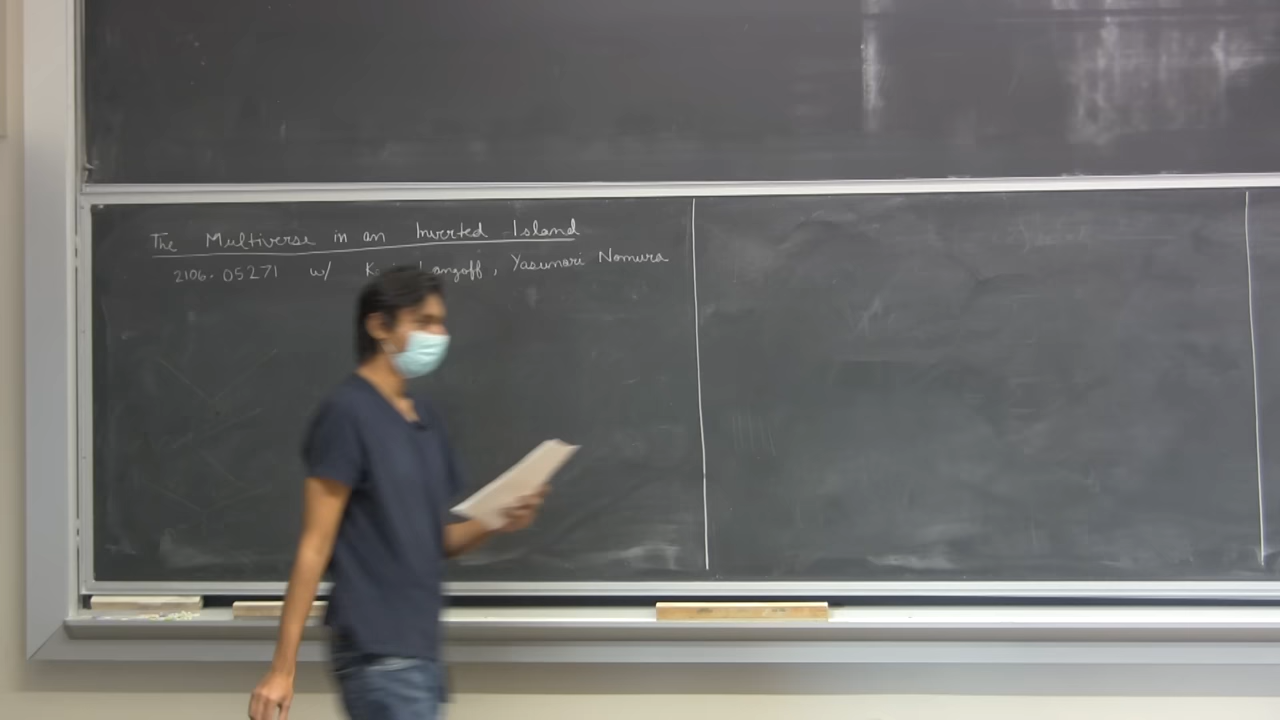 The Multiverse in an Inverted Island
2106.05271 w/ Yasunori Nomura